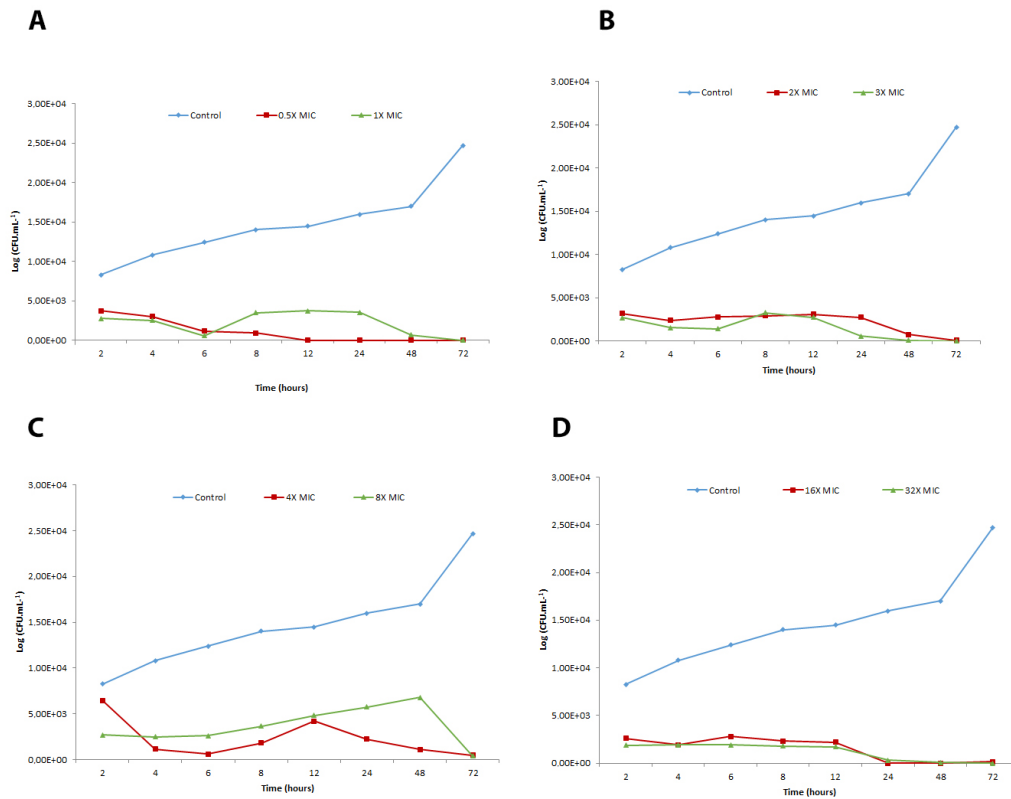 A
B
3.00E+04
Control 0.5X MIC 1X MIC
2.50E+04
2.00E+04
1.50E+04
1.00E+04
5.00E+03
0.00E+00
Log (CFU.mL-1)
2 4 6 8 12 24 48 72
Time (hours)
3.00E+04
Control 2X MIC 3X MIC
2.50E+04
2.00E+04
1.50E+04
1.00E+04
5.00E+03
0.00E+00
Log (CFU.mL-1)
2 4 6 8 12 24 48 72
Time (hours)
C
D
3.00E+04
Control 4X MIC 8X MIC
2.50E+04
2.00E+04
1.50E+04
1.00E+04
5.00E+03
0.00E+00
Log (CFU.mL-1)
2 4 6 8 12 24 48 72
Time (hours)
3.00E+04
Control 16X MIC 32X MIC
2.50E+04
2.00E+04
1.50E+04
1.00E+04
5.00E+03
0.00E+00
Log (CFU.mL-1)
2 4 6 8 12 24 48 72
Time (hours)